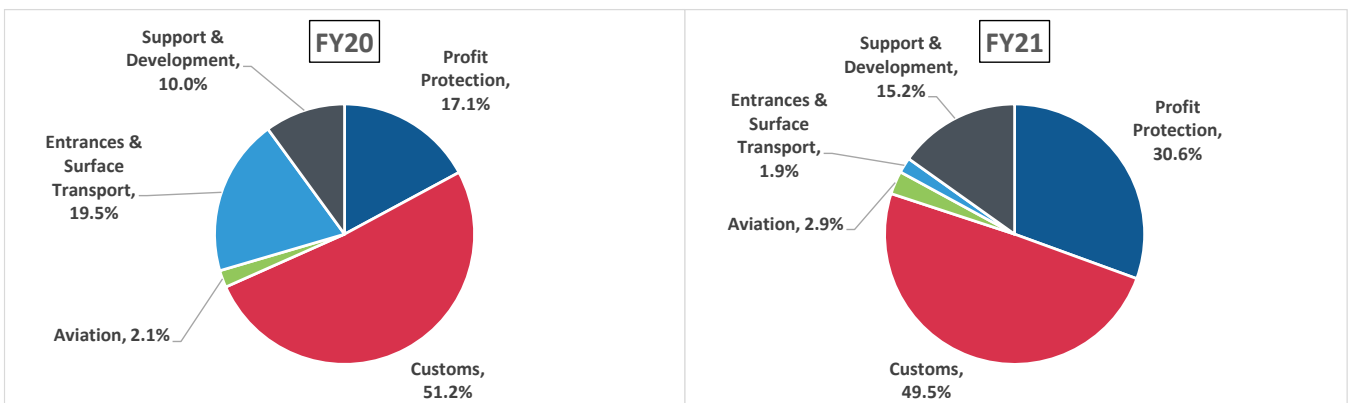 FY20
Support &
Development,
10.0%
Profit
Protection,
17.1%
Entrances &
Surface
Transport,
19.5%
Aviation, 2.1%
Customs,
51.2%
FY21
Support &
Development,
15.2%
Profit
Protection,
30.6%
Entrances &
Surface
Transport,
1.9%
Aviation, 2.9%
Customs,
49.5%